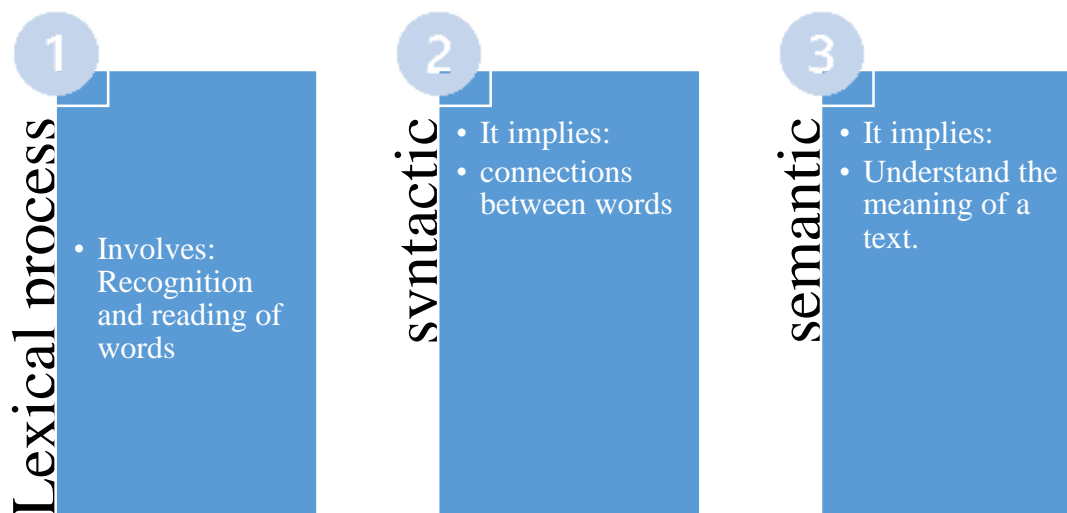 1
Lexical process
• Involves:
Recognition
and reading of
words
2
syntactic
• It implies:
• connections
between words
3
semantic
• It implies:
• Understand the
meaning of a
text.